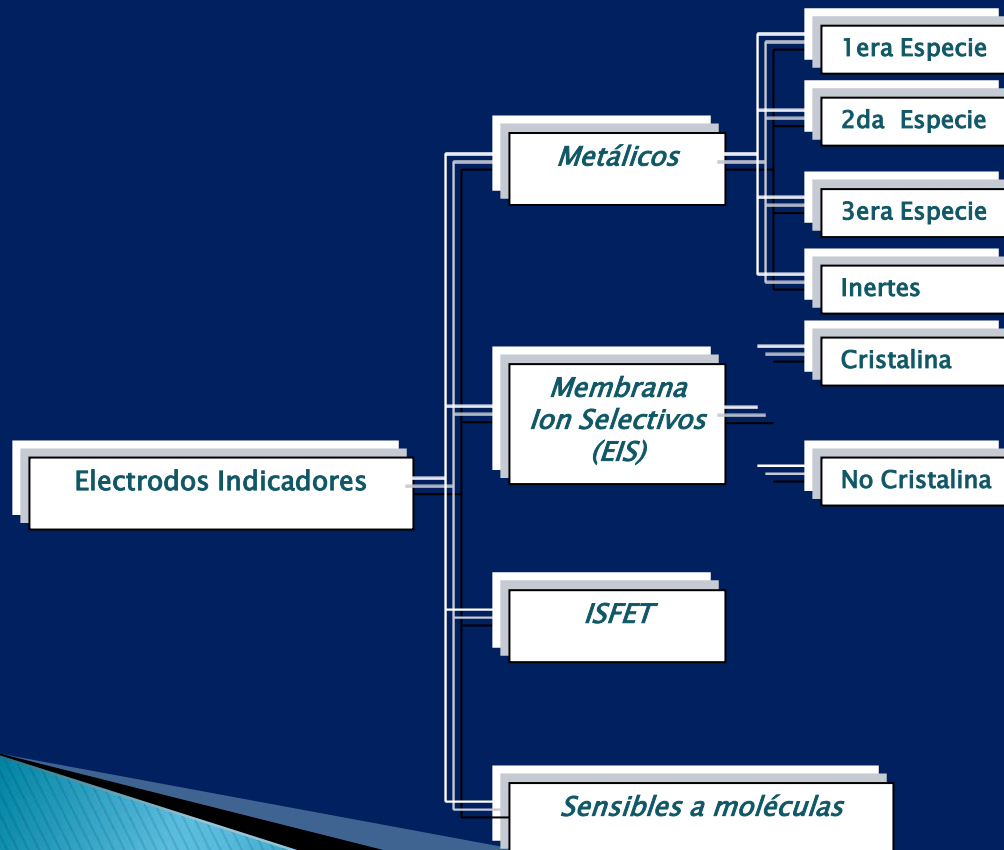 Electrodos Indicadores
Metálicos
1era Especie
2da Especie
3era Especie
Inertes
Membrana
Ion Selectivos
(EIS)
Cristalina
No Cristalina
ISFET
Sensibles a moléculas